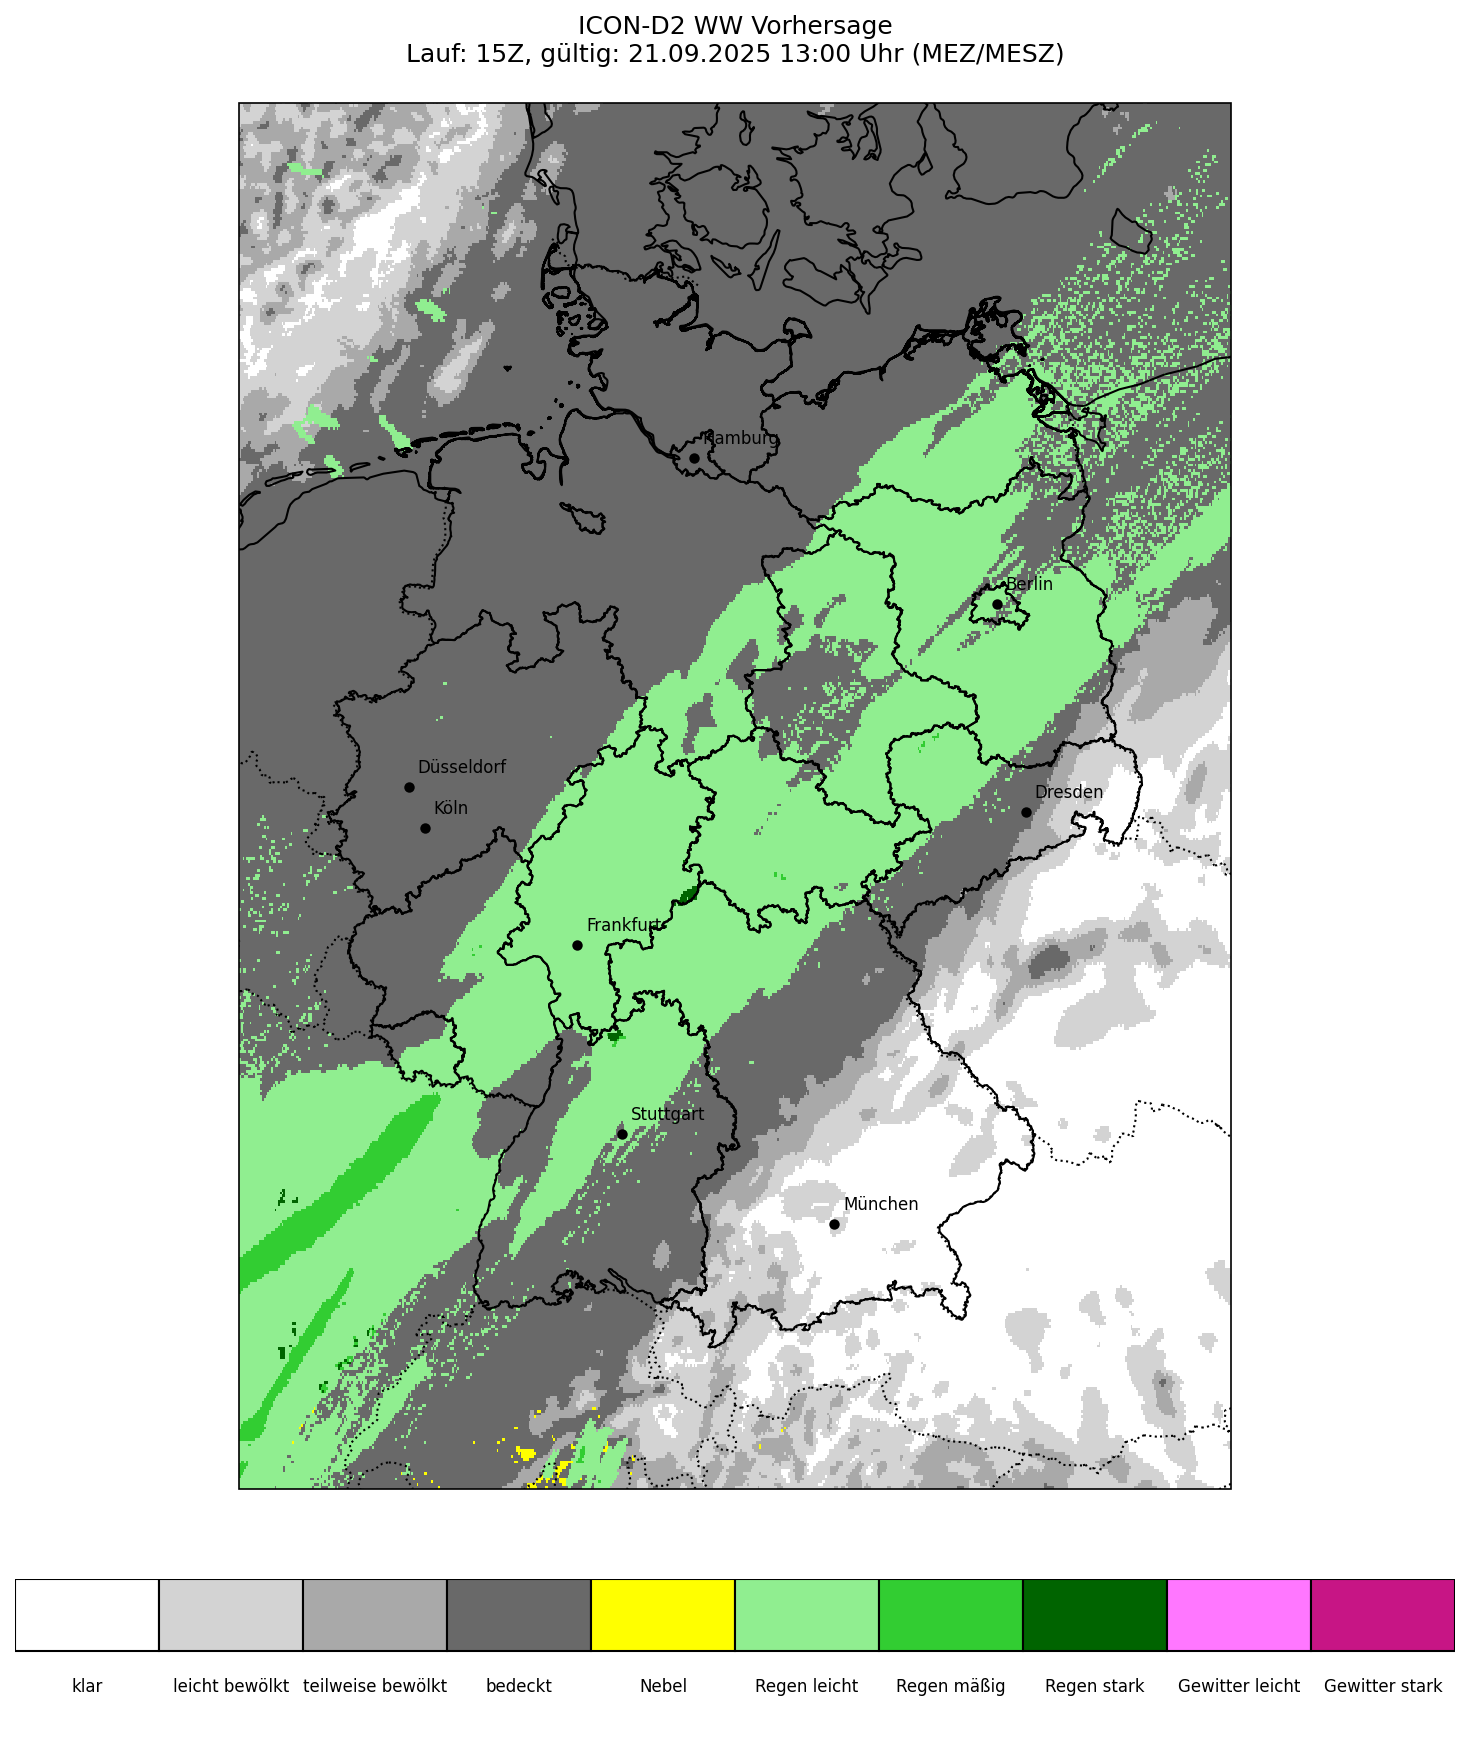 ICON-D2 WW Vorhersage
Lauf: 15Z, gültig: 21.09.2025 13:00 Uhr (MEZ/MESZ)
Hamburg
Berlin
Düsseldorf
Dresden
Köln
Frankfurt
Stuttgart
München
klar
leicht bewölkt
teilweise bewölkt
bedeckt
Nebel
Regen leicht
Regen mäßig
Regen stark
Gewitter leicht
Gewitter stark